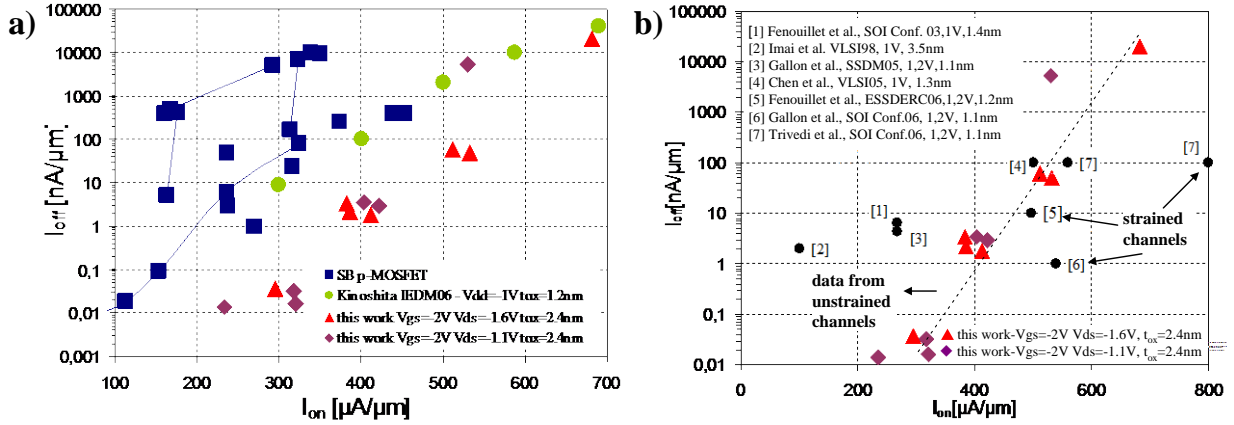 a)
100000
10000
1000
100
10
1
0,1
0,01
0,001
I_off [nA/µm]
100 200 300 400 500 600 700
I_on [µA/µm]
SB p-MOSFET
Kinoshita IEDM06 - Vdd=-1V tox=1.2nm
this work Vgs=-2V Vds=-1.6V tox=2.4nm
this work Vgs=-2V Vds=-1.1V tox=2.4nm
b)
100000
10000
1000
100
10
1
0,1
0,01
I_off [nA/µm]
[1] Fenouillet et al., SOI Conf. 03,1V,1.4nm
[2] Imai et al. VLSI98, 1V, 3.5nm
[3] Gallon et al., SSDM05, 1,2V,1.1nm
[4] Chen et al., VLSI05, 1V, 1.3nm
[5] Fenouillet et al., ESSDERC06,1,2V,1.2nm
[6] Gallon et al., SOI Conf.06, 1,2V, 1.1nm
[7] Trivedi et al., SOI Conf.06, 1,2V, 1.1nm
[7]
[4]
[7]
[1]
[5]
strained
channels
[3]
[2]
[6]
data from
unstrained
channels
this work-Vgs=-2V Vds=-1.6V, t_ox=2.4nm
this work-Vgs=-2V Vds=-1.1V, t_ox=2.4nm
0 200 400 600 800
I_on[µA/µm]